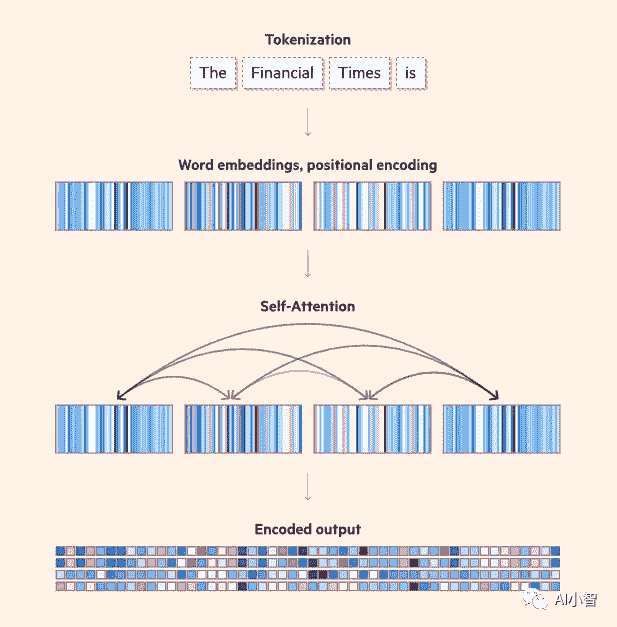 Tokenization
The Financial Times is
Word embeddings, positional encoding
Self-Attention
Encoded output
AI小智